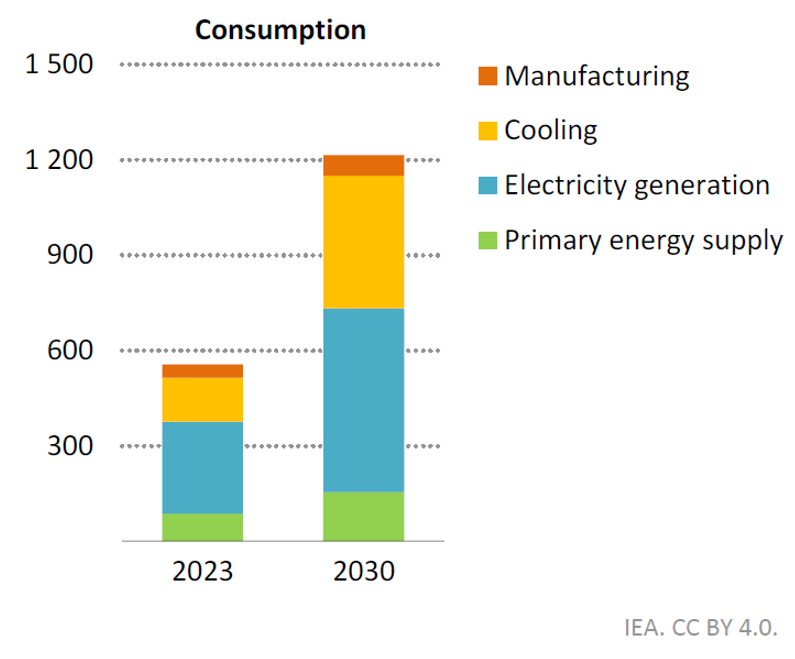 Consumption
1 500
1 200
900
600
300
2023
2030
Manufacturing
Cooling
Electricity generation
Primary energy supply
IEA. CC BY 4.0.